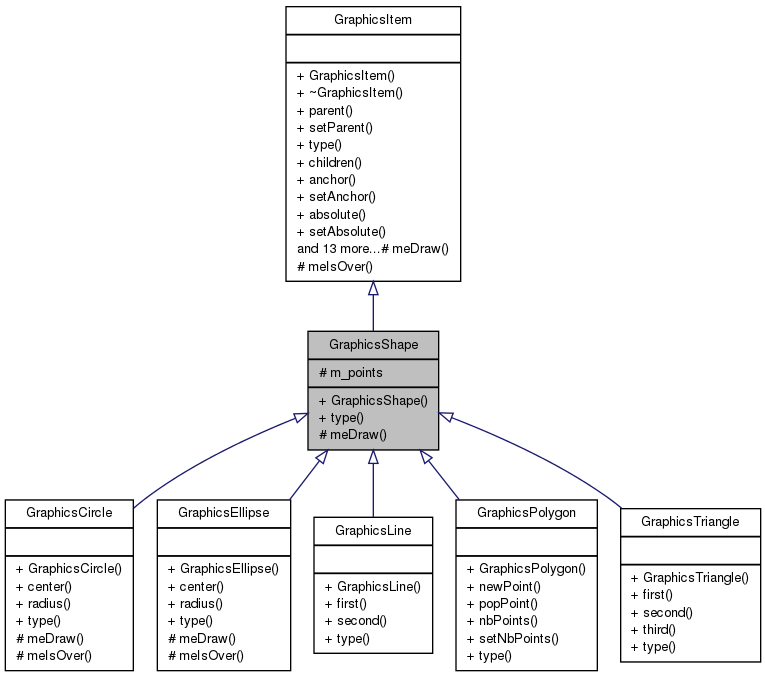 GraphicsItem
+ GraphicsItem()
+ ~GraphicsItem()
+ parent()
+ setParent()
+ type()
+ children()
+ anchor()
+ setAnchor()
+ absolute()
+ setAbsolute()
and 13 more...# meDraw()
# meIsOver()
GraphicsShape
# m_points
+ GraphicsShape()
+ type()
# meDraw()
GraphicsCircle
+ GraphicsCircle()
+ center()
+ radius()
+ type()
# meDraw()
# meIsOver()
GraphicsEllipse
+ GraphicsEllipse()
+ center()
+ radius()
+ type()
# meDraw()
# meIsOver()
GraphicsLine
+ GraphicsLine()
+ first()
+ second()
+ type()
GraphicsPolygon
+ GraphicsPolygon()
+ newPoint()
+ popPoint()
+ nbPoints()
+ setNbPoints()
+ type()
GraphicsTriangle
+ GraphicsTriangle()
+ first()
+ second()
+ third()
+ type()